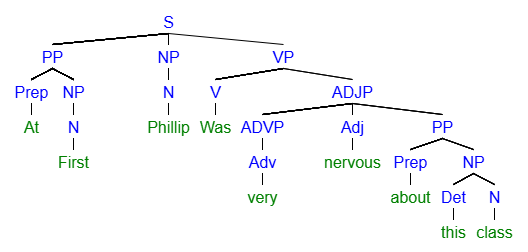 S
PP NP VP
Prep NP N V ADJP
At N Phillip Was ADVP Adj PP
First Adv nervous Prep NP
very about Det N
this class